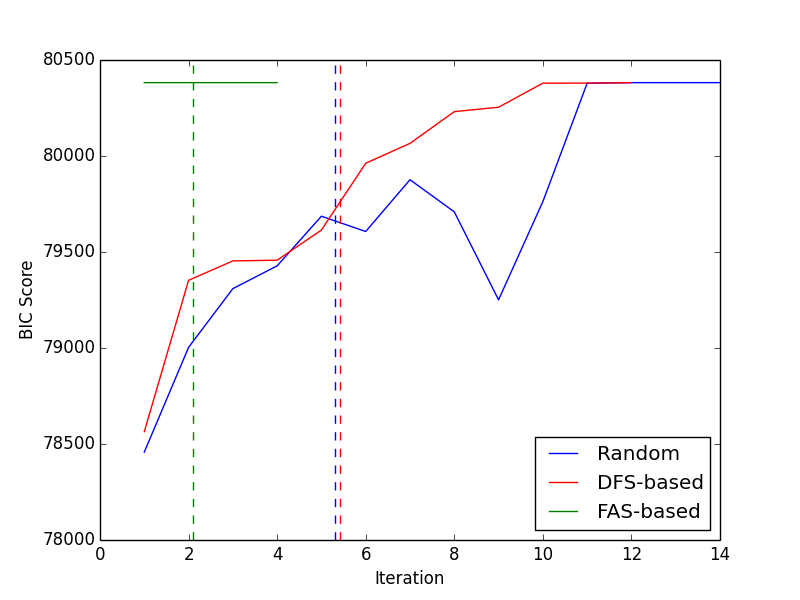 80500
80000
79500
79000
78500
78000
BIC Score
0 2 4 6 8 10 12 14
Iteration
Random
DFS-based
FAS-based